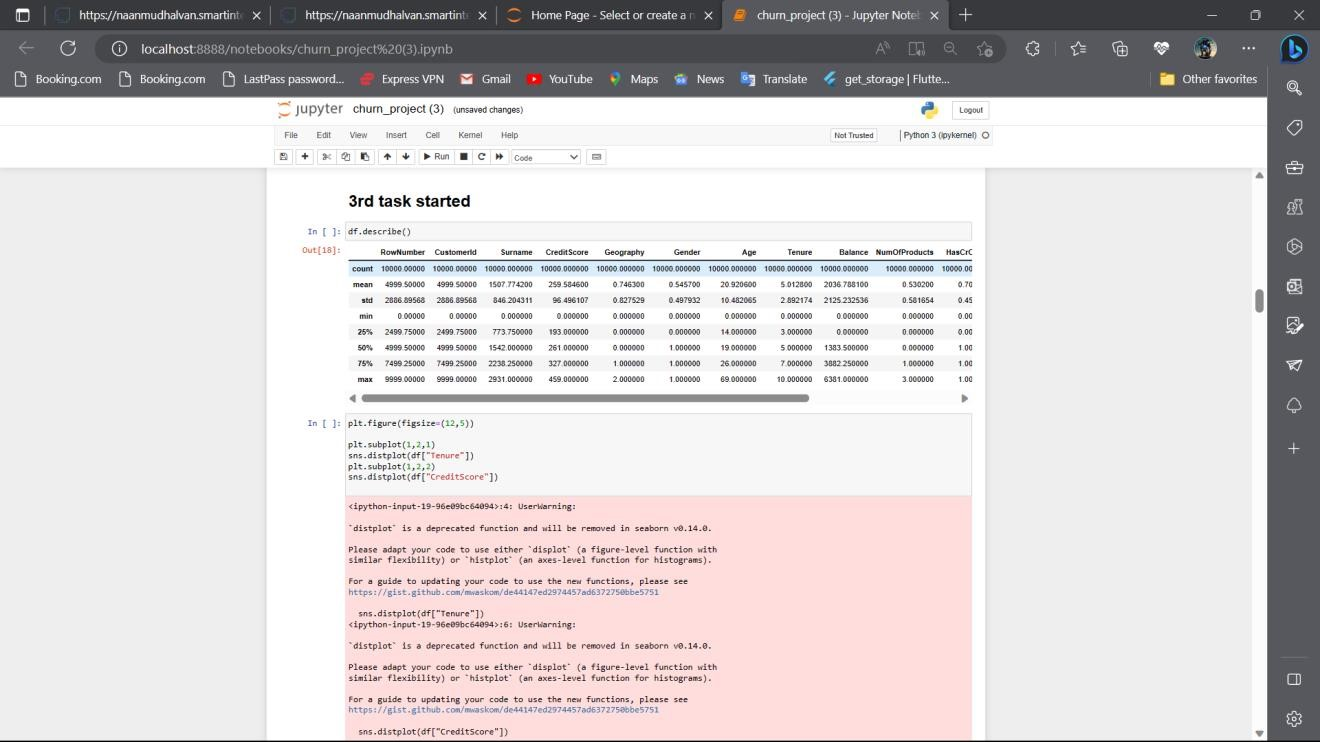 https://naanmudhalvan.smartinte
https://naanmudhalvan.smartinte
Home Page - Select or create a n
churn_project (3) - Jupyter Noteb
localhost:8888/notebooks/churn_project%20(3).ipynb
Booking.com
Booking.com
LastPass password...
Express VPN
Gmail
YouTube
Maps
News
Translate
get_storage | Flutte...
Other favorites
jupyter churn_project (3) (unsaved changes)
Logout
File Edit View Insert Cell Kernel Help
Not Trusted
Python 3 (ipykernel)
Run
Code
3rd task started
In [ ]: df.describe()
Out[18]:
RowNumber CustomerId Surname CreditScore Geography Gender Age Tenure Balance NumOfProducts HasCrC
count 10000.00000 10000.00000 10000.000000 10000.000000 10000.000000 10000.000000 10000.000000 10000.000000 10000.000000 10000.000000 10000.00
mean 4999.50000 4999.50000 1507.774200 259.584600 0.746300 0.545700 20.920600 5.012800 2036.788100 0.530200 0.70
std 2886.89568 2886.89568 846.204311 96.496107 0.827529 0.497932 10.482065 2.892174 2125.232536 0.581654 0.45
min 0.00000 0.00000 0.000000 0.000000 0.000000 0.000000 0.000000 0.000000 0.000000 0.000000 0.00
25% 2499.75000 2499.75000 773.750000 193.000000 0.000000 0.000000 14.000000 3.000000 0.000000 0.000000 0.00
50% 4999.50000 4999.50000 1542.000000 261.000000 0.000000 1.000000 19.000000 5.000000 1383.500000 0.000000 1.00
75% 7499.25000 7499.25000 2238.250000 327.000000 1.000000 1.000000 26.000000 7.000000 3882.250000 1.000000 1.00
max 9999.00000 9999.00000 2931.000000 459.000000 2.000000 1.000000 69.000000 10.000000 6381.000000 3.000000 1.00
In [ ]: plt.figure(figsize=(12,5))
plt.subplot(1,2,1)
sns.distplot(df["Tenure"])
plt.subplot(1,2,2)
sns.distplot(df["CreditScore"])
<ipython-input-19-96e09bc64094>:4: UserWarning:
`distplot` is a deprecated function and will be removed in seaborn v0.14.0.
Please adapt your code to use either `displot` (a figure-level function with
similar flexibility) or `histplot` (an axes-level function for histograms).
For a guide to updating your code to use the new functions, please see
https://gist.github.com/mwaskom/de44147ed2974457ad6372750bbe5751
sns.distplot(df["Tenure"])
<ipython-input-19-96e09bc64094>:6: UserWarning:
`distplot` is a deprecated function and will be removed in seaborn v0.14.0.
Please adapt your code to use either `displot` (a figure-level function with
similar flexibility) or `histplot` (an axes-level function for histograms).
For a guide to updating your code to use the new functions, please see
https://gist.github.com/mwaskom/de44147ed2974457ad6372750bbe5751
sns.distplot(df["CreditScore"])